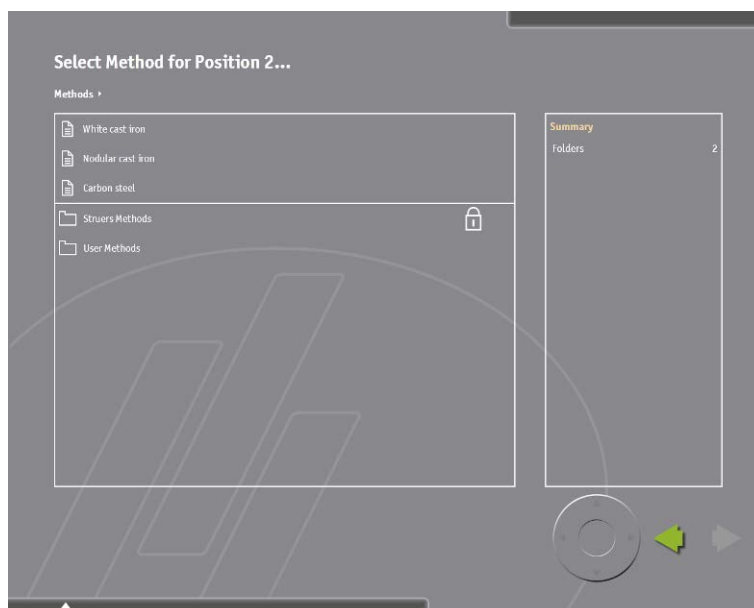 Select Method for Position 2...
Methods ▸
White cast iron
Nodular cast iron
Carbon steel
Struers Methods
User Methods
Summary
Folders 2